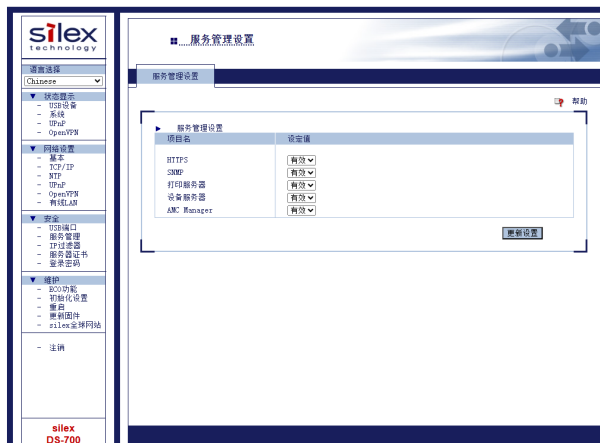 silex
technology
语言选择
Chinese
▼ 状态显示
- USB设备
- 系统
- UPnP
- OpenVPN
▼ 网络设置
- 基本
- TCP/IP
- NTP
- UPnP
- OpenVPN
- 有线LAN
▼ 安全
- USB端口
- 服务管理
- IP过滤器
- 服务器证书
- 登录密码
▼ 维护
- ECO功能
- 初始化设置
- 重启
- 更新固件
- silex全球网站
- 注销
silex
DS-700
服务管理设置
服务管理设置
帮助
服务管理设置
项目名 设定值
HTTPS 有效
SNMP 有效
打印服务器 有效
设备服务器 有效
AMC Manager 有效
更新设置